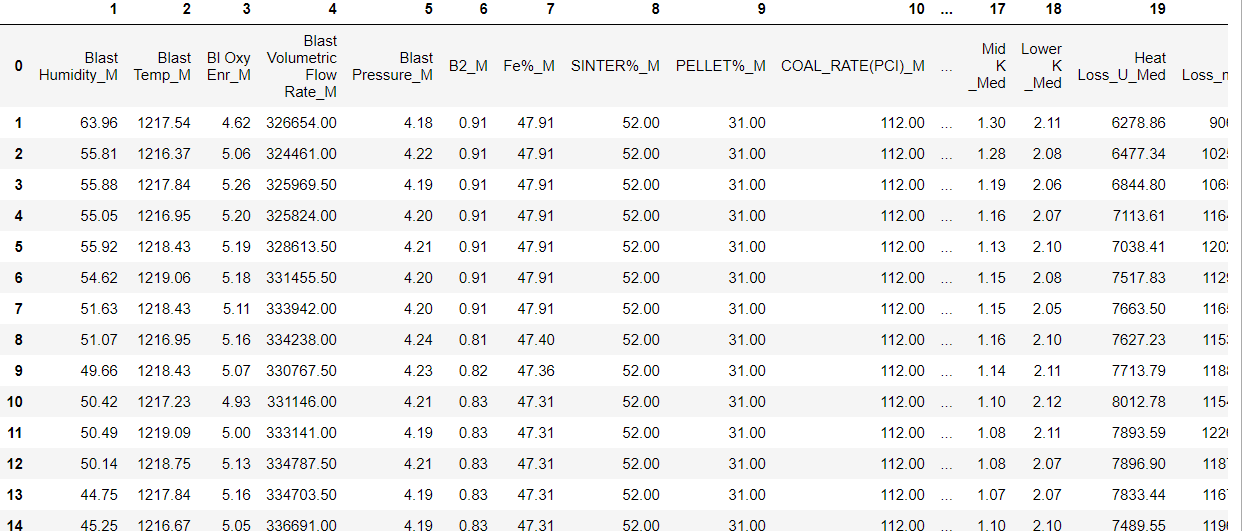 1 2 3 4 5 6 7 8 9 10 ... 17 18 19
0 Blast Humidity_M Blast Temp_M Bl Oxy Enr_M Blast Volumetric Flow Rate_M Blast Pressure_M B2_M Fe%_M SINTER%_M PELLET%_M COAL_RATE(PCI)_M ... Mid K _Med Lower K _Med Heat Loss_U_Med
1 63.96 1217.54 4.62 326654.00 4.18 0.91 47.91 52.00 31.00 112.00 ... 1.30 2.11 6278.86
2 55.81 1216.37 5.06 324461.00 4.22 0.91 47.91 52.00 31.00 112.00 ... 1.28 2.08 6477.34
3 55.88 1217.84 5.26 325969.50 4.19 0.91 47.91 52.00 31.00 112.00 ... 1.19 2.06 6844.80
4 55.05 1216.95 5.20 325824.00 4.20 0.91 47.91 52.00 31.00 112.00 ... 1.16 2.07 7113.61
5 55.92 1218.43 5.19 328613.50 4.21 0.91 47.91 52.00 31.00 112.00 ... 1.13 2.10 7038.41
6 54.62 1219.06 5.18 331455.50 4.20 0.91 47.91 52.00 31.00 112.00 ... 1.15 2.08 7517.83
7 51.63 1218.43 5.11 333942.00 4.20 0.91 47.91 52.00 31.00 112.00 ... 1.15 2.05 7663.50
8 51.07 1216.95 5.16 334238.00 4.24 0.81 47.40 52.00 31.00 112.00 ... 1.16 2.10 7627.23
9 49.66 1218.43 5.07 330767.50 4.23 0.82 47.36 52.00 31.00 112.00 ... 1.14 2.11 7713.79
10 50.42 1217.23 4.93 331146.00 4.21 0.83 47.31 52.00 31.00 112.00 ... 1.10 2.12 8012.78
11 50.49 1219.09 5.00 333141.00 4.19 0.83 47.31 52.00 31.00 112.00 ... 1.08 2.11 7893.59
12 50.14 1218.75 5.13 334787.50 4.21 0.83 47.31 52.00 31.00 112.00 ... 1.08 2.07 7896.90
13 44.75 1217.84 5.16 334703.50 4.19 0.83 47.31 52.00 31.00 112.00 ... 1.07 2.07 7833.44
14 45.25 1216.67 5.05 336691.00 4.19 0.83 47.31 52.00 31.00 112.00 ... 1.10 2.10 7489.55